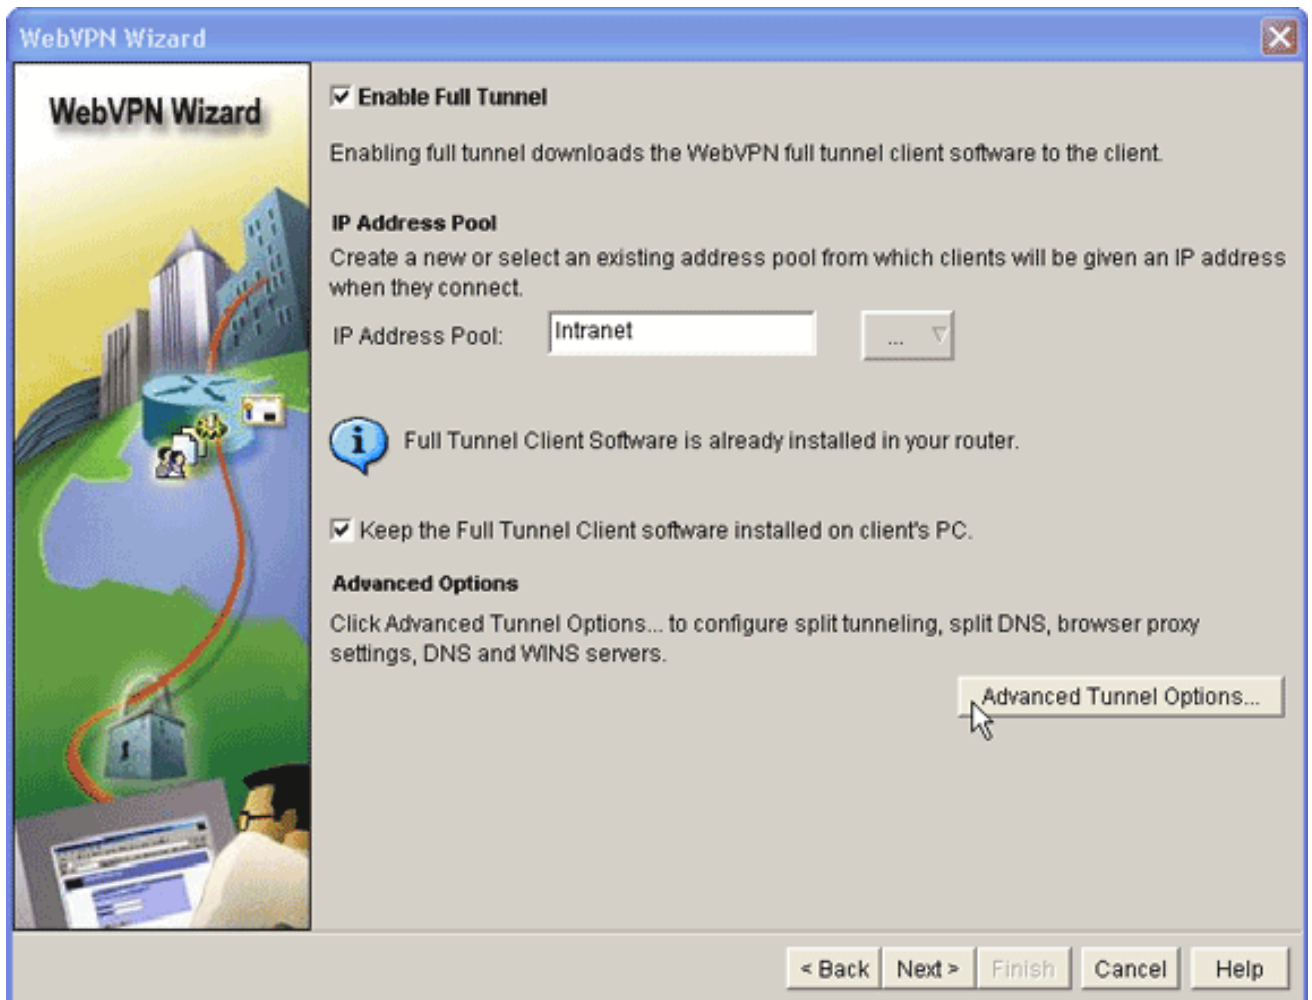 WebVPN Wizard
WebVPN Wizard
Enable Full Tunnel
Enabling full tunnel downloads the WebVPN full tunnel client software to the client.
IP Address Pool
Create a new or select an existing address pool from which clients will be given an IP address
when they connect.
IP Address Pool:
Intranet
...
Full Tunnel Client Software is already installed in your router.
Keep the Full Tunnel Client software installed on client's PC.
Advanced Options
Click Advanced Tunnel Options... to configure split tunneling, split DNS, browser proxy
settings, DNS and WINS servers.
Advanced Tunnel Options...
< Back
Next >
Finish
Cancel
Help